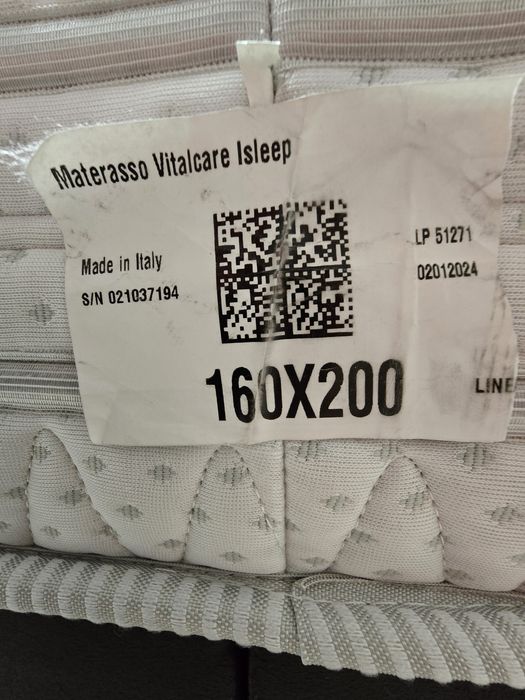 Materasso Vitalcare Isleep
Made in Italy
S/N 021037194
LP 51271
02012024
160X200
LINE